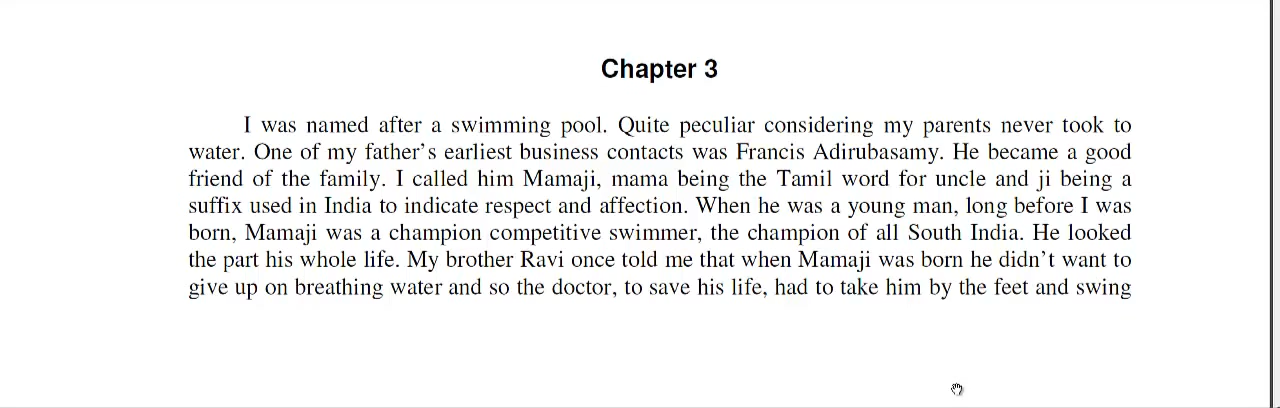 Chapter 3
I was named after a swimming pool. Quite peculiar considering my parents never took to
water. One of my father's earliest business contacts was Francis Adirubasamy. He became a good
friend of the family. I called him Mamaji, mama being the Tamil word for uncle and ji being a
suffix used in India to indicate respect and affection. When he was a young man, long before I was
born, Mamaji was a champion competitive swimmer, the champion of all South India. He looked
the part his whole life. My brother Ravi once told me that when Mamaji was born he didn't want to
give up on breathing water and so the doctor, to save his life, had to take him by the feet and swing